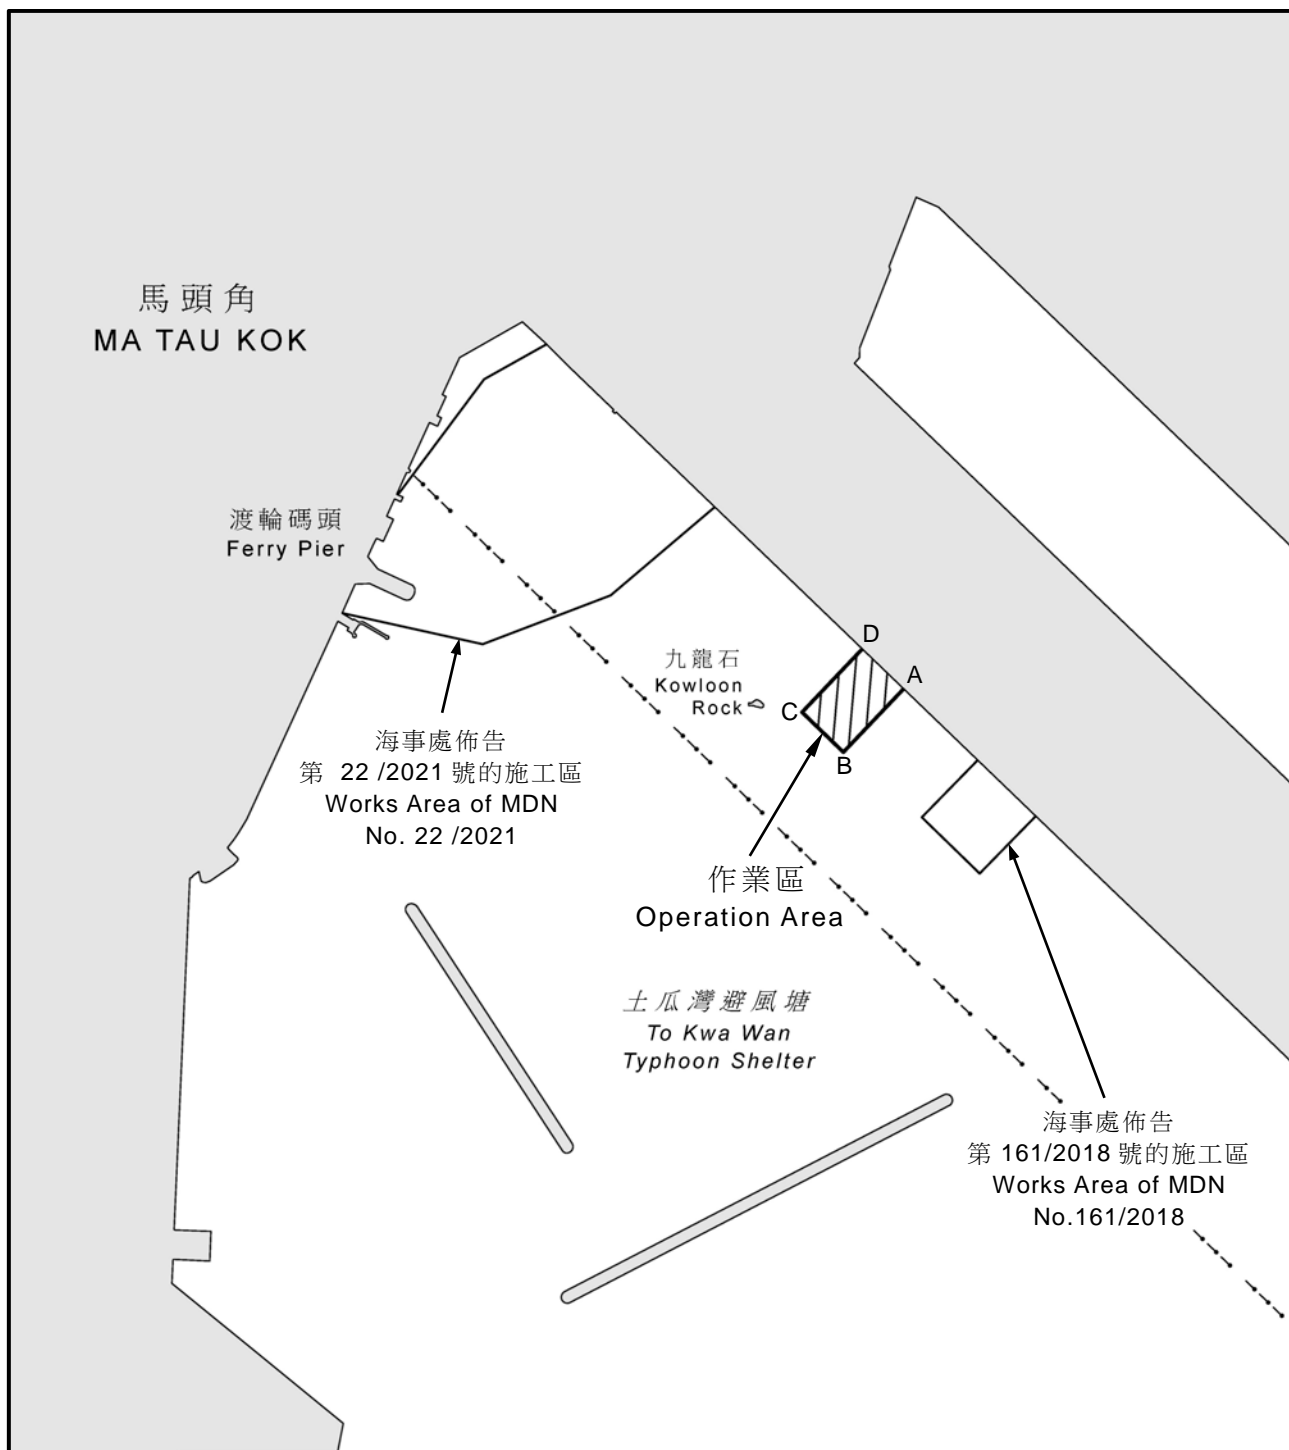 馬頭角
MA TAU KOK
渡輪碼頭
Ferry Pier
D
A
九龍石
Kowloon
Rock
C
B
海事處佈告
第 22 /2021 號的施工區
Works Area of MDN
No. 22 /2021
作業區
Operation Area
土瓜灣避風塘
To Kwa Wan
Typhoon Shelter
海事處佈告
第 161/2018 號的施工區
Works Area of MDN
No.161/2018